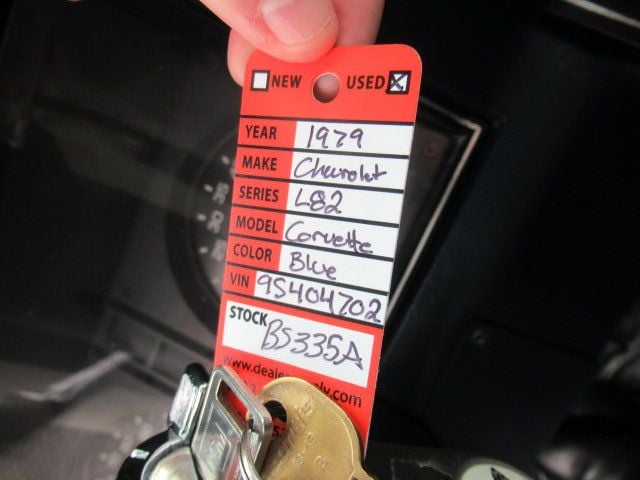 NEW USED
YEAR 1979
MAKE Chevrolet
SERIES L82
MODEL Corvette
COLOR Blue
VIN 9S404702
STOCK BS335A